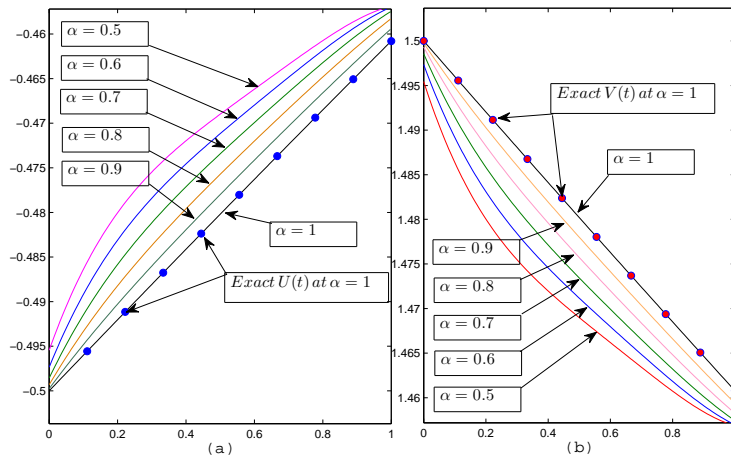 −0.46
−0.465
−0.47
−0.475
−0.48
−0.485
−0.49
−0.495
−0.5
0
0.2
0.4
0.6
0.8
1
(a)
α = 0.5
α = 0.6
α = 0.7
α = 0.8
α = 0.9
α = 1
Exact U(t) at α = 1
1.5
1.495
1.49
1.485
1.48
1.475
1.47
1.465
1.46
0
0.2
0.4
0.6
0.8
(b)
Exact V(t) at α = 1
α = 1
α = 0.9
α = 0.8
α = 0.7
α = 0.6
α = 0.5